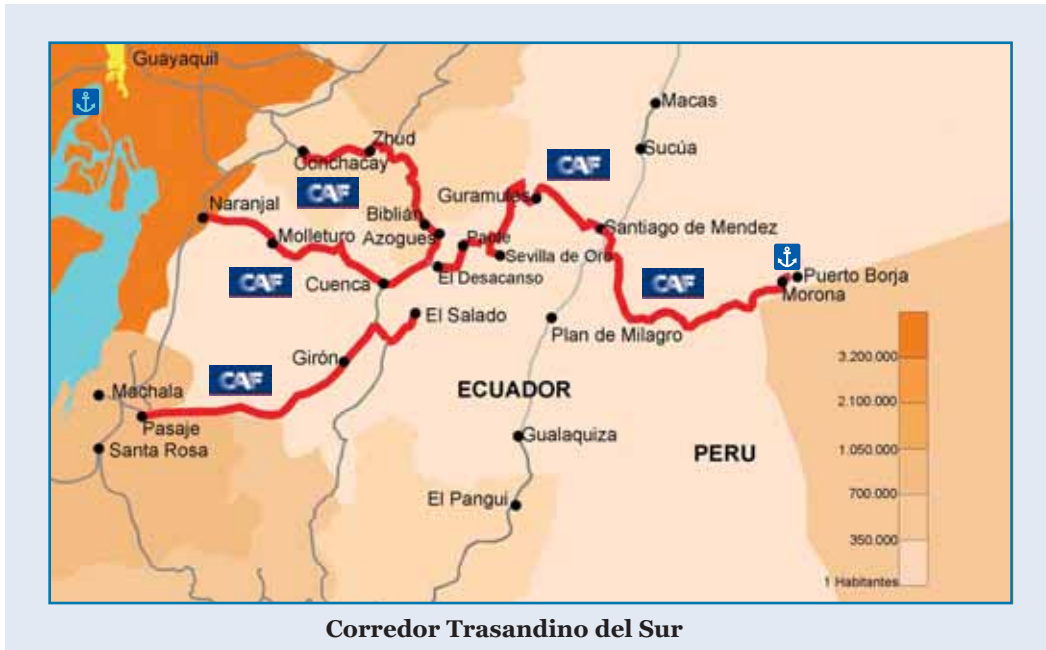 Guayaquil
Macas
Zhud
Conchacay
Sucúa
CAF
CAF
Guramutes
Naranjal
Biblián
Santiago de Mendez
Molleturo
Azogues
Paute
Sevilla de Oro
CAF
Cuenca
El Desacanso
CAF
Puerto Borja
Morona
El Salado
Plan de Milagro
Girón
3.200.000
CAF
ECUADOR
Machala
2.100.000
Pasaje
Gualaquiza
Santa Rosa
PERU
1.050.000
El Pangui
700.000
350.000
1 Habitantes
Corredor Trasandino del Sur